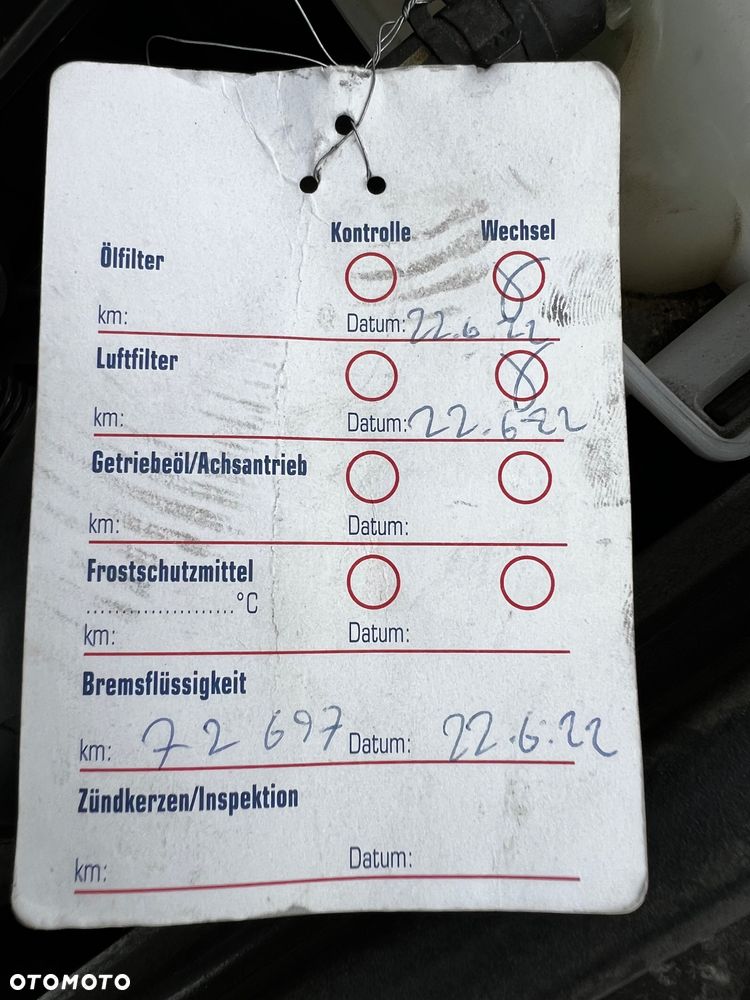 Kontrolle Wechsel
Ölfilter
km: Datum: 22.6.22
Luftfilter
km: Datum: 22.6.22
Getriebeöl/Achsantrieb
km: Datum:
Frostschutzmittel
....................°C
km: Datum:
Bremsflüssigkeit
km: 72 697 Datum: 22.6.22
Zündkerzen/Inspektion
km: Datum:
OTOMOTO